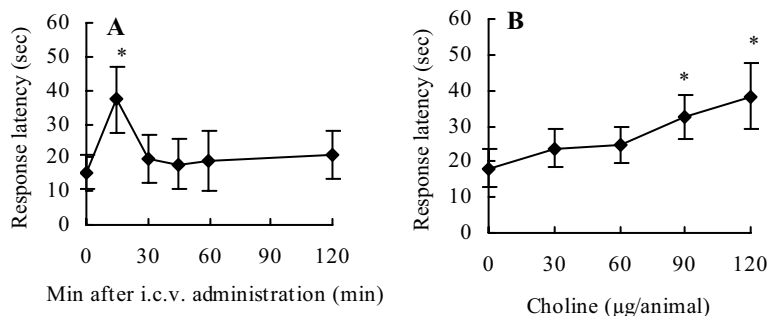 A
*
Response latency (sec)
60
50
40
30
20
10
0
0 30 60 90 120
Min after i.c.v. administration (min)
B
*
*
Response latency (sec)
60
50
40
30
20
10
0
0 30 60 90 120
Choline (μg/animal)